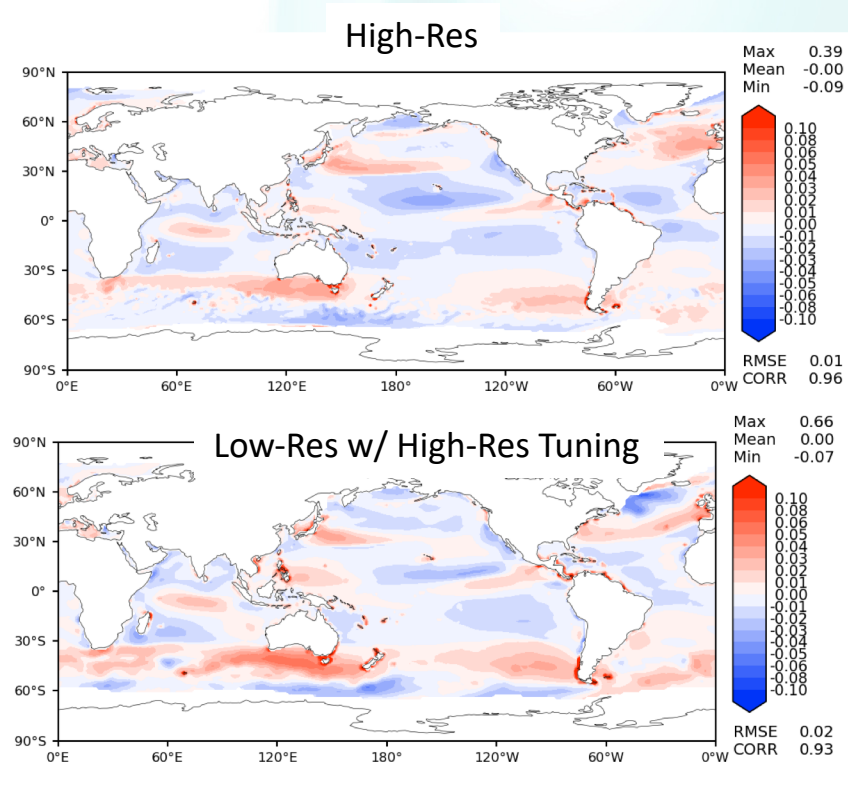 High-Res
Max 0.39
Mean -0.00
Min -0.09
90°N
60°N
30°N
0°
30°S
60°S
90°S
0°E 60°E 120°E 180° 120°W 60°W 0°W
0.10
0.08
0.06
0.05
0.04
0.03
0.02
0.01
0.00
-0.01
-0.02
-0.03
-0.04
-0.05
-0.06
-0.08
-0.10
RMSE 0.01
CORR 0.96
Low-Res w/ High-Res Tuning
Max 0.66
Mean 0.00
Min -0.07
90°N
60°N
30°N
0°
30°S
60°S
90°S
0°E 60°E 120°E 180° 120°W 60°W 0°W
0.10
0.08
0.06
0.05
0.04
0.03
0.02
0.01
0.00
-0.01
-0.02
-0.03
-0.04
-0.05
-0.06
-0.08
-0.10
RMSE 0.02
CORR 0.93